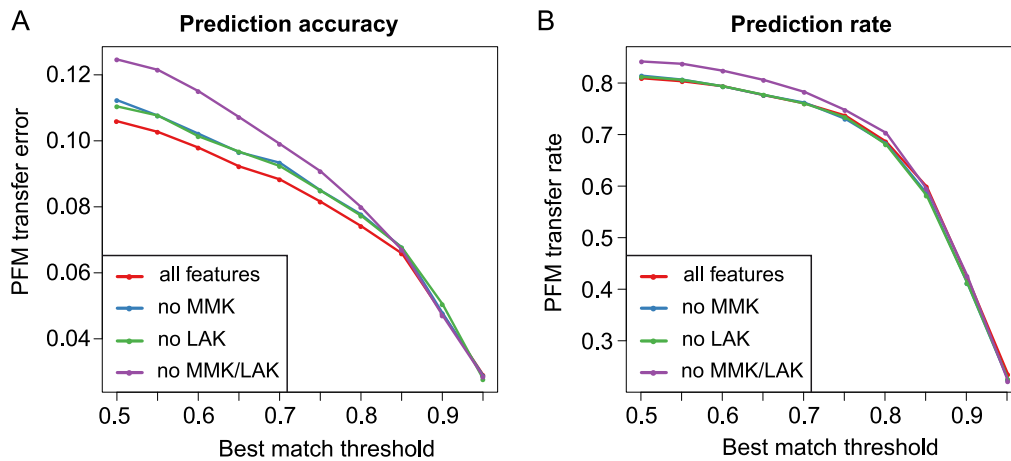 A
Prediction accuracy
PFM transfer error
0.12
0.10
0.08
0.06
0.04
all features
no MMK
no LAK
no MMK/LAK
0.5 0.6 0.7 0.8 0.9
Best match threshold
B
Prediction rate
PFM transfer rate
0.8
0.7
0.6
0.5
0.4
0.3
all features
no MMK
no LAK
no MMK/LAK
0.5 0.6 0.7 0.8 0.9
Best match threshold